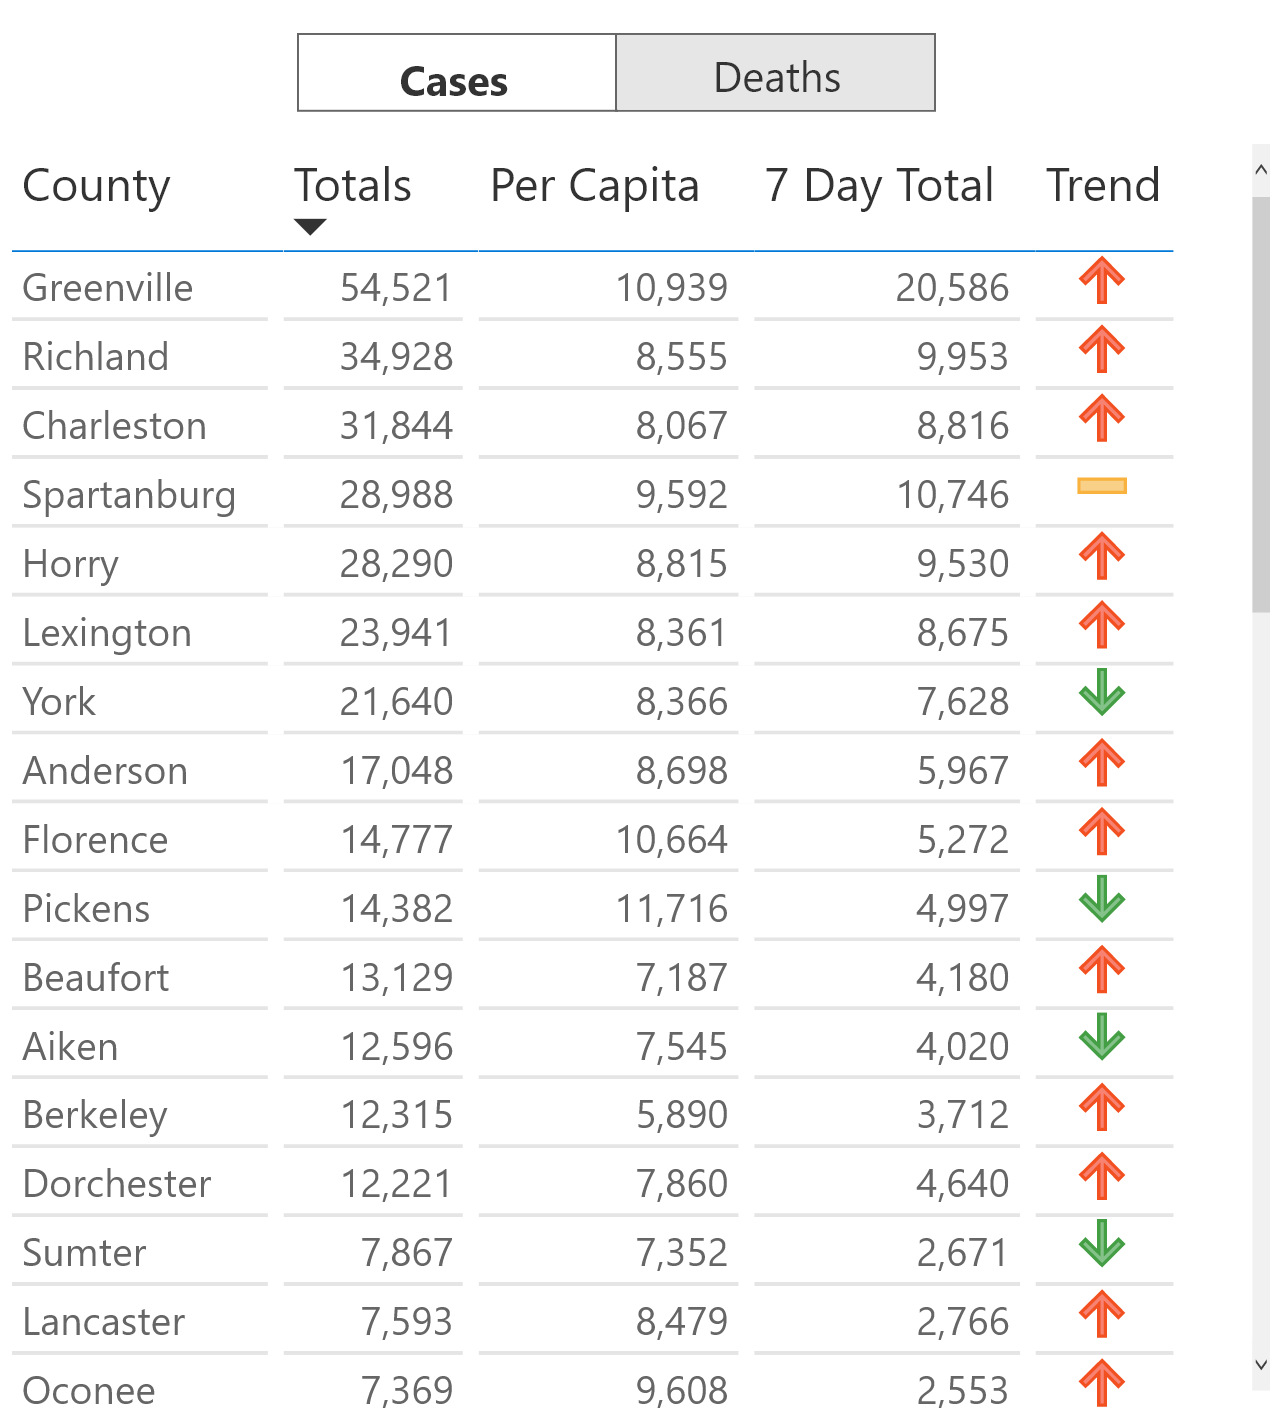 Cases Deaths
County Totals Per Capita 7 Day Total Trend
Greenville 54,521 10,939 20,586
Richland 34,928 8,555 9,953
Charleston 31,844 8,067 8,816
Spartanburg 28,988 9,592 10,746
Horry 28,290 8,815 9,530
Lexington 23,941 8,361 8,675
York 21,640 8,366 7,628
Anderson 17,048 8,698 5,967
Florence 14,777 10,664 5,272
Pickens 14,382 11,716 4,997
Beaufort 13,129 7,187 4,180
Aiken 12,596 7,545 4,020
Berkeley 12,315 5,890 3,712
Dorchester 12,221 7,860 4,640
Sumter 7,867 7,352 2,671
Lancaster 7,593 8,479 2,766
Oconee 7,369 9,608 2,553